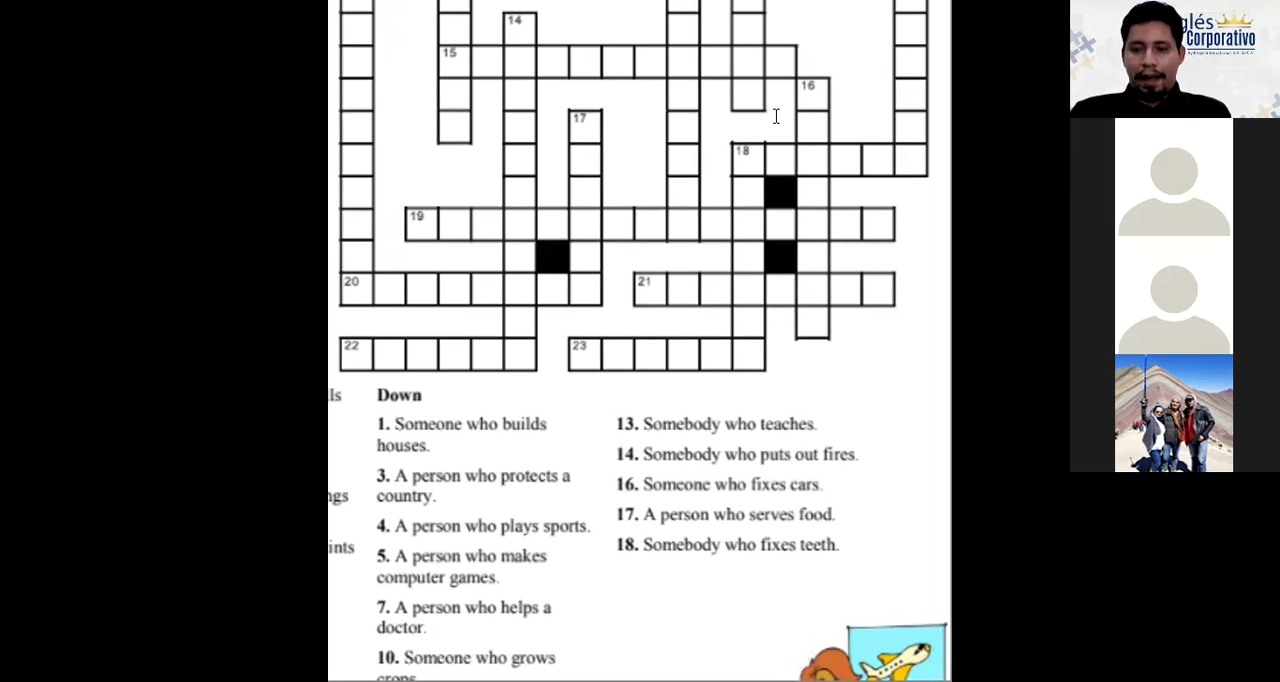 14
15
16
17
18
19
20
21
22
23
ls
ngs
ints
Down
1. Someone who builds
houses.
3. A person who protects a
country.
4. A person who plays sports.
5. A person who makes
computer games.
7. A person who helps a
doctor.
10. Someone who grows
crops
13. Somebody who teaches.
14. Somebody who puts out fires.
16. Someone who fixes cars.
17. A person who serves food.
18. Somebody who fixes teeth.
glés
Corporativo